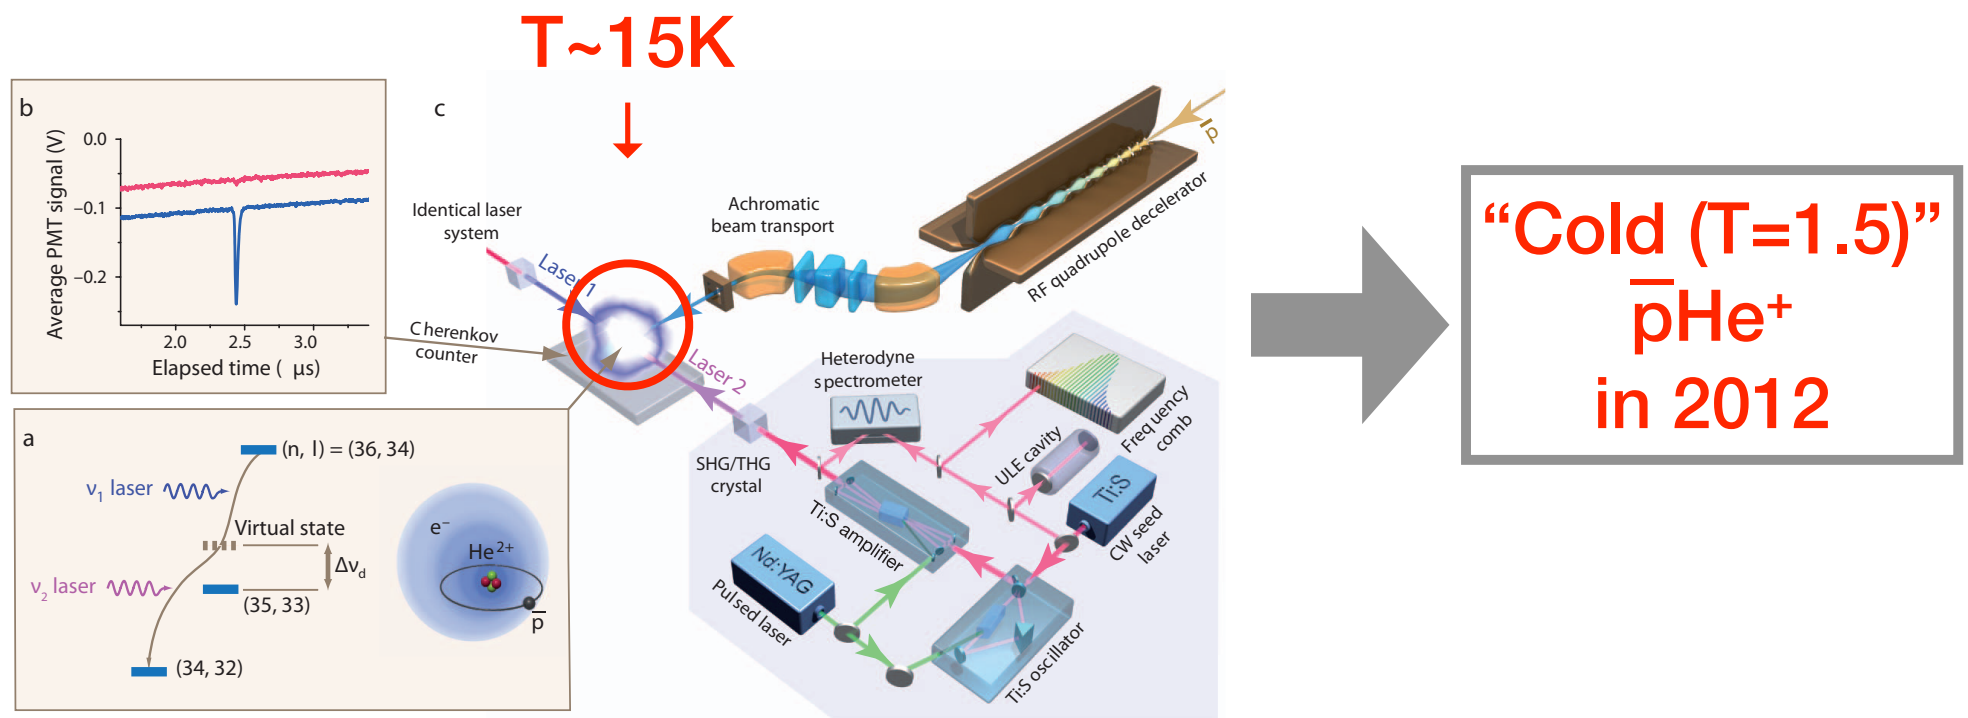 T~15K
b
Average PMT signal (V)
0.0
−0.1
−0.2
2.0
2.5
3.0
Elapsed time ( μs)
c
Identical laser
system
Laser 1
Cherenkov
counter
Laser 2
Achromatic
beam transport
RF quadrupole decelerator
p̅
Heterodyne
spectrometer
Frequency
comb
ULE cavity
SHG/THG
crystal
Ti:S amplifier
Ti:S
CW seed
laser
Nd:YAG
Pulsed laser
Ti:S oscillator
a
(n, l) = (36, 34)
ν₁ laser
Virtual state
Δν_d
ν₂ laser
(35, 33)
(34, 32)
e⁻
He²⁺
p̅
“Cold (T=1.5)”
p̅He⁺
in 2012